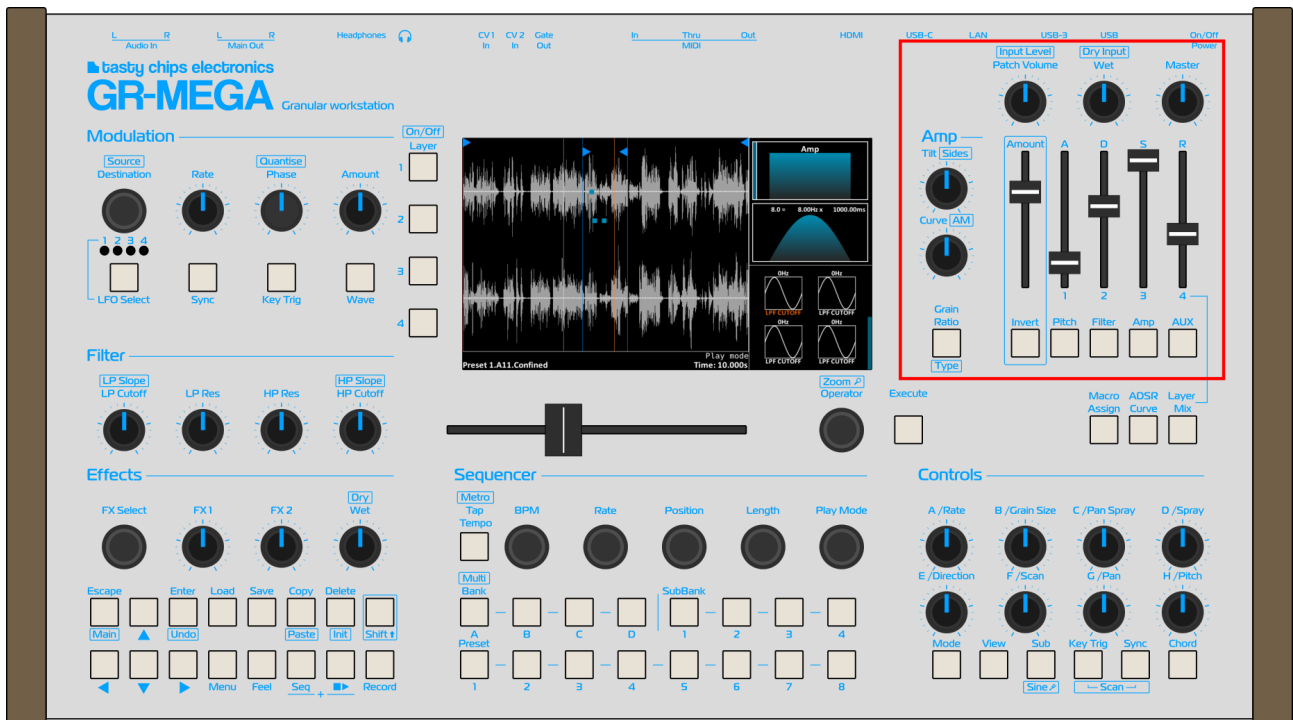 L R
Audio In
L R
Main Out
Headphones
CV1 CV2 Gate
In In Out
In Thru Out
MIDI
HDMI
USB-C
LAN
USB-3
USB
On/Off
Power
tasty chips electronics
GR-MEGA Granular workstation
Input Level
Patch Volume
Dry Input
Wet
Master
Modulation
Source
Destination
Rate
Quantise
Phase
Amount
1 2 3 4
LFO Select
Sync
Key Trig
Wave
On/Off
Layer
1
2
3
4
Amp
8.0 = 8.00Hz x 1000.00ms
0Hz
LPF CUTOFF
0Hz
LPF CUTOFF
0Hz
LPF CUTOFF
0Hz
LPF CUTOFF
Play mode
Preset 1.A11.Confined Time: 10.000s
Amp
Tilt Sides
Curve AM
Grain
Ratio
Type
Amount A D S R
1 2 3 4
Invert Pitch Filter Amp AUX
Filter
LP Slope
LP Cutoff
LP Res
HP Res
HP Slope
HP Cutoff
Zoom
Operator
Execute
Macro
Assign
ADSR
Curve
Layer
Mix
Effects
FX Select
FX1
FX2
Dry
Wet
Escape Enter Load Save Copy Delete
Main Undo Paste Init Shift
Menu Feel Seq + Record
Sequencer
Metro
Tap
Tempo
BPM
Rate
Position
Length
Play Mode
Multi
Bank
SubBank
A B C D 1 2 3 4
Preset
1 2 3 4 5 6 7 8
Controls
A /Rate
B /Grain Size
C /Pan Spray
D /Spray
E /Direction
F /Scan
G /Pan
H /Pitch
Mode View Sub Key Trig Sync Chord
Sine
Scan